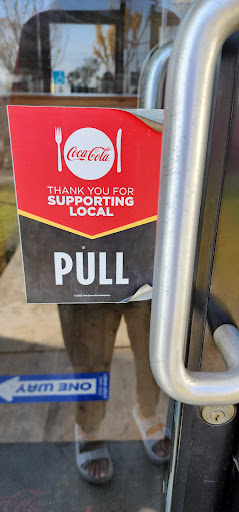 Coca-Cola
THANK YOU FOR
SUPPORTING
LOCAL
PULL
ONE WAY